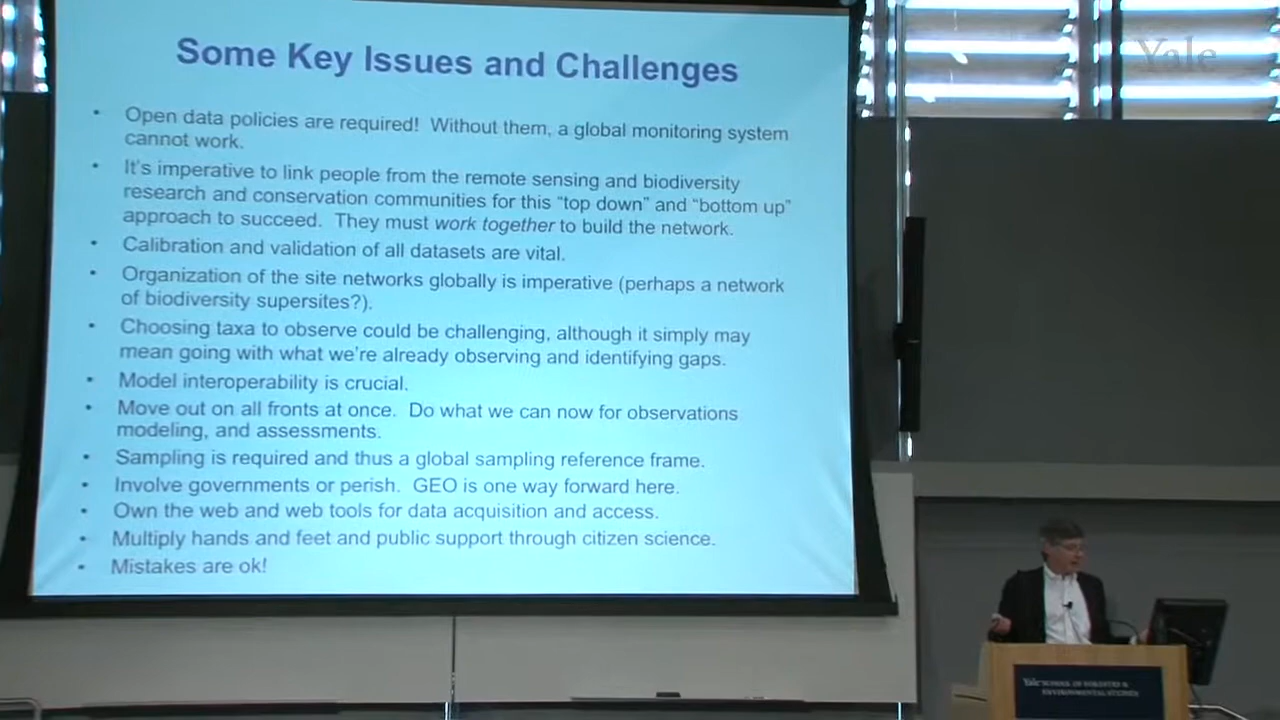 Yale
Some Key Issues and Challenges
• Open data policies are required! Without them, a global monitoring system
cannot work.
• It's imperative to link people from the remote sensing and biodiversity
research and conservation communities for this “top down” and “bottom up”
approach to succeed. They must work together to build the network.
• Calibration and validation of all datasets are vital.
• Organization of the site networks globally is imperative (perhaps a network
of biodiversity supersites?).
• Choosing taxa to observe could be challenging, although it simply may
mean going with what we're already observing and identifying gaps.
• Model interoperability is crucial.
• Move out on all fronts at once. Do what we can now for observations
modeling, and assessments.
• Sampling is required and thus a global sampling reference frame.
• Involve governments or perish. GEO is one way forward here.
• Own the web and web tools for data acquisition and access.
• Multiply hands and feet and public support through citizen science.
• Mistakes are ok!
Yale SCHOOL OF FORESTRY &
ENVIRONMENTAL STUDIES